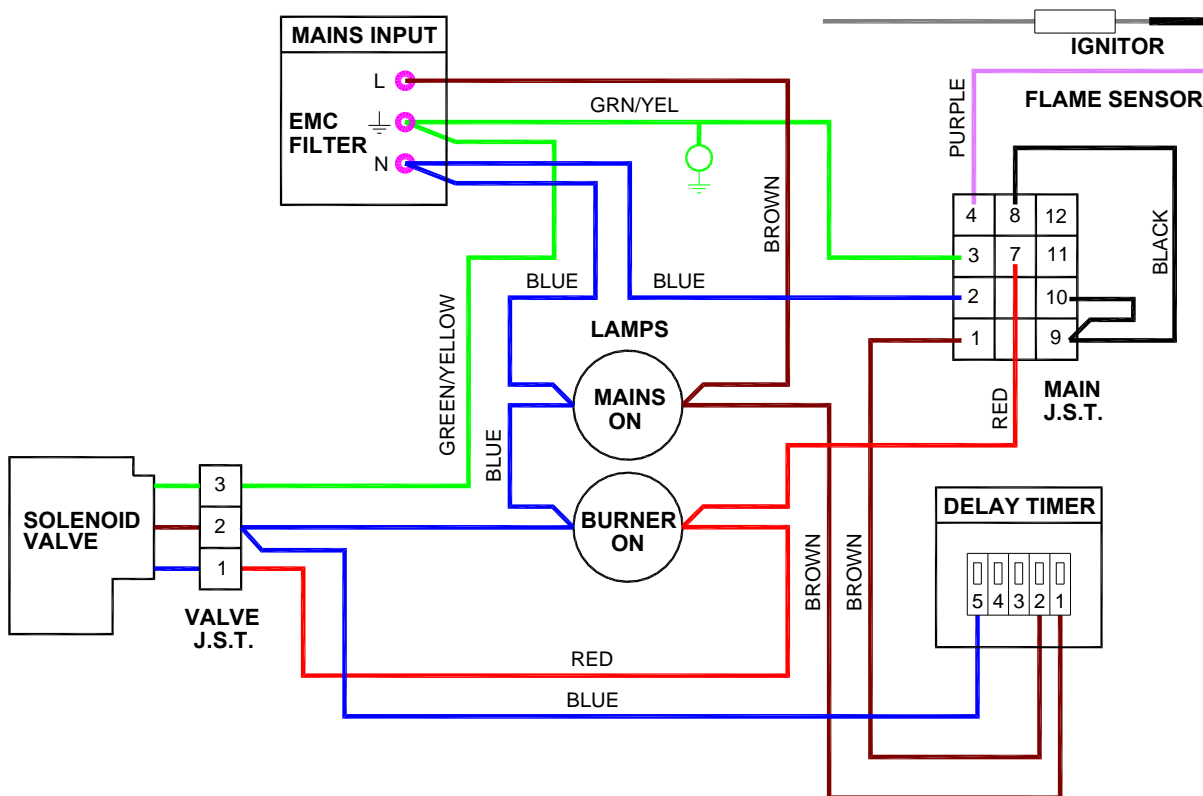 MAINS INPUT
L
EMC
FILTER
N
GRN/YEL
IGNITOR
FLAME SENSOR
PURPLE
BROWN
BLACK
4 8 12
3 7 11
2 10
1 9
MAIN
J.S.T.
BLUE
BLUE
LAMPS
MAINS
ON
GREEN/YELLOW
BLUE
RED
SOLENOID
VALVE
3
2
1
VALVE
J.S.T.
BURNER
ON
BROWN
BROWN
DELAY TIMER
5 4 3 2 1
RED
BLUE